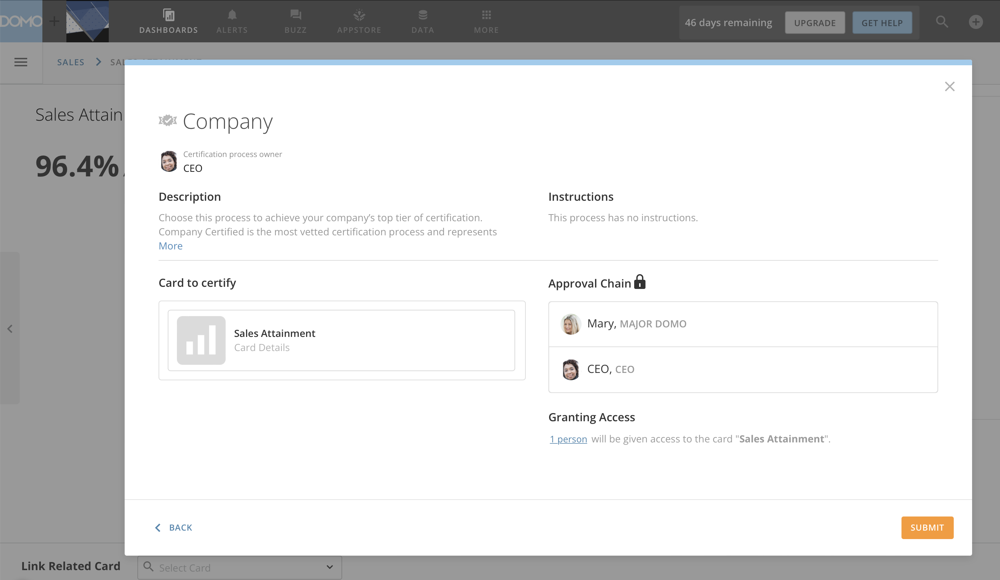 DOMO
DASHBOARDS
ALERTS
BUZZ
APPSTORE
DATA
MORE
46 days remaining
UPGRADE
GET HELP
SALES
Sales Attain
96.4%
Company
Certification process owner
CEO
Description
Choose this process to achieve your company’s top tier of certification.
Company Certified is the most vetted certification process and represents
More
Instructions
This process has no instructions.
Card to certify
Sales Attainment
Card Details
Approval Chain
Mary, MAJOR DOMO
CEO, CEO
Granting Access
1 person will be given access to the card "Sales Attainment".
BACK
SUBMIT
Link Related Card
Select Card